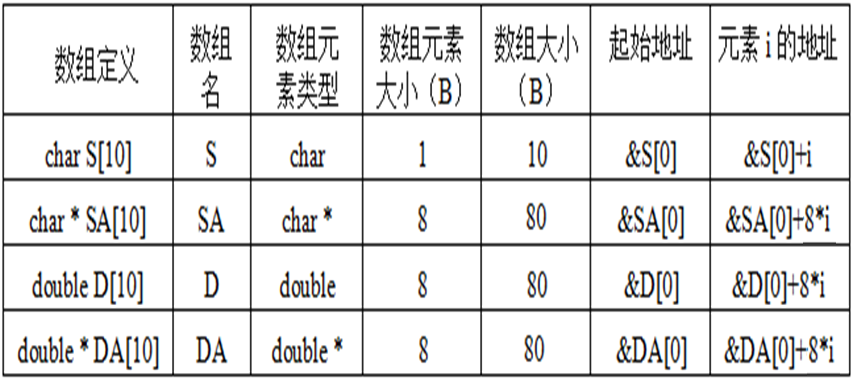 数组定义 数组名 数组元素类型 数组元素大小（B） 数组大小（B） 起始地址 元素 i 的地址
char S[10] S char 1 10 &S[0] &S[0]+i
char * SA[10] SA char * 8 80 &SA[0] &SA[0]+8*i
double D[10] D double 8 80 &D[0] &D[0]+8*i
double * DA[10] DA double * 8 80 &DA[0] &DA[0]+8*i